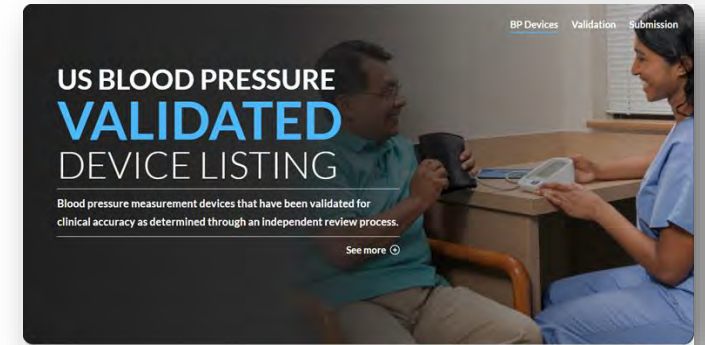 BP Devices Validation Submission
US BLOOD PRESSURE
VALIDATED
DEVICE LISTING
Blood pressure measurement devices that have been validated for
clinical accuracy as determined through an independent review process.
See more